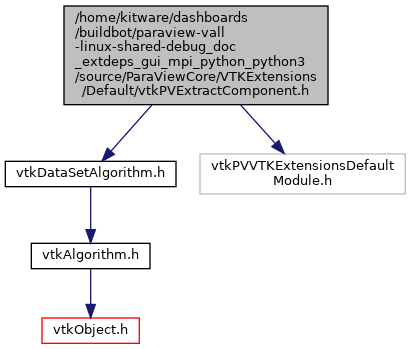 /home/kitware/dashboards
/buildbot/paraview-vall
-linux-shared-debug_doc
_extdeps_gui_mpi_python_python3
/source/ParaViewCore/VTKExtensions
/Default/vtkPVExtractComponent.h
vtkDataSetAlgorithm.h
vtkPVVTKExtensionsDefault
Module.h
vtkAlgorithm.h
vtkObject.h